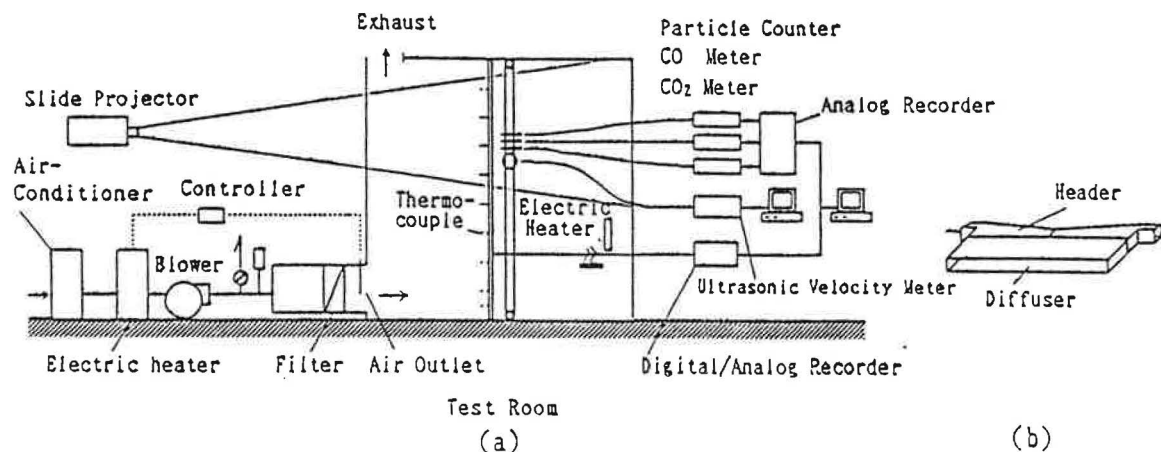 Exhaust
Particle Counter
CO Meter
CO₂ Meter
Analog Recorder
Slide Projector
Air-
Conditioner
Controller
Thermo-
couple
Electric
Heater
Blower
Header
Ultrasonic Velocity Meter
Diffuser
Electric heater
Filter
Air Outlet
Digital/Analog Recorder
Test Room
(a)
(b)